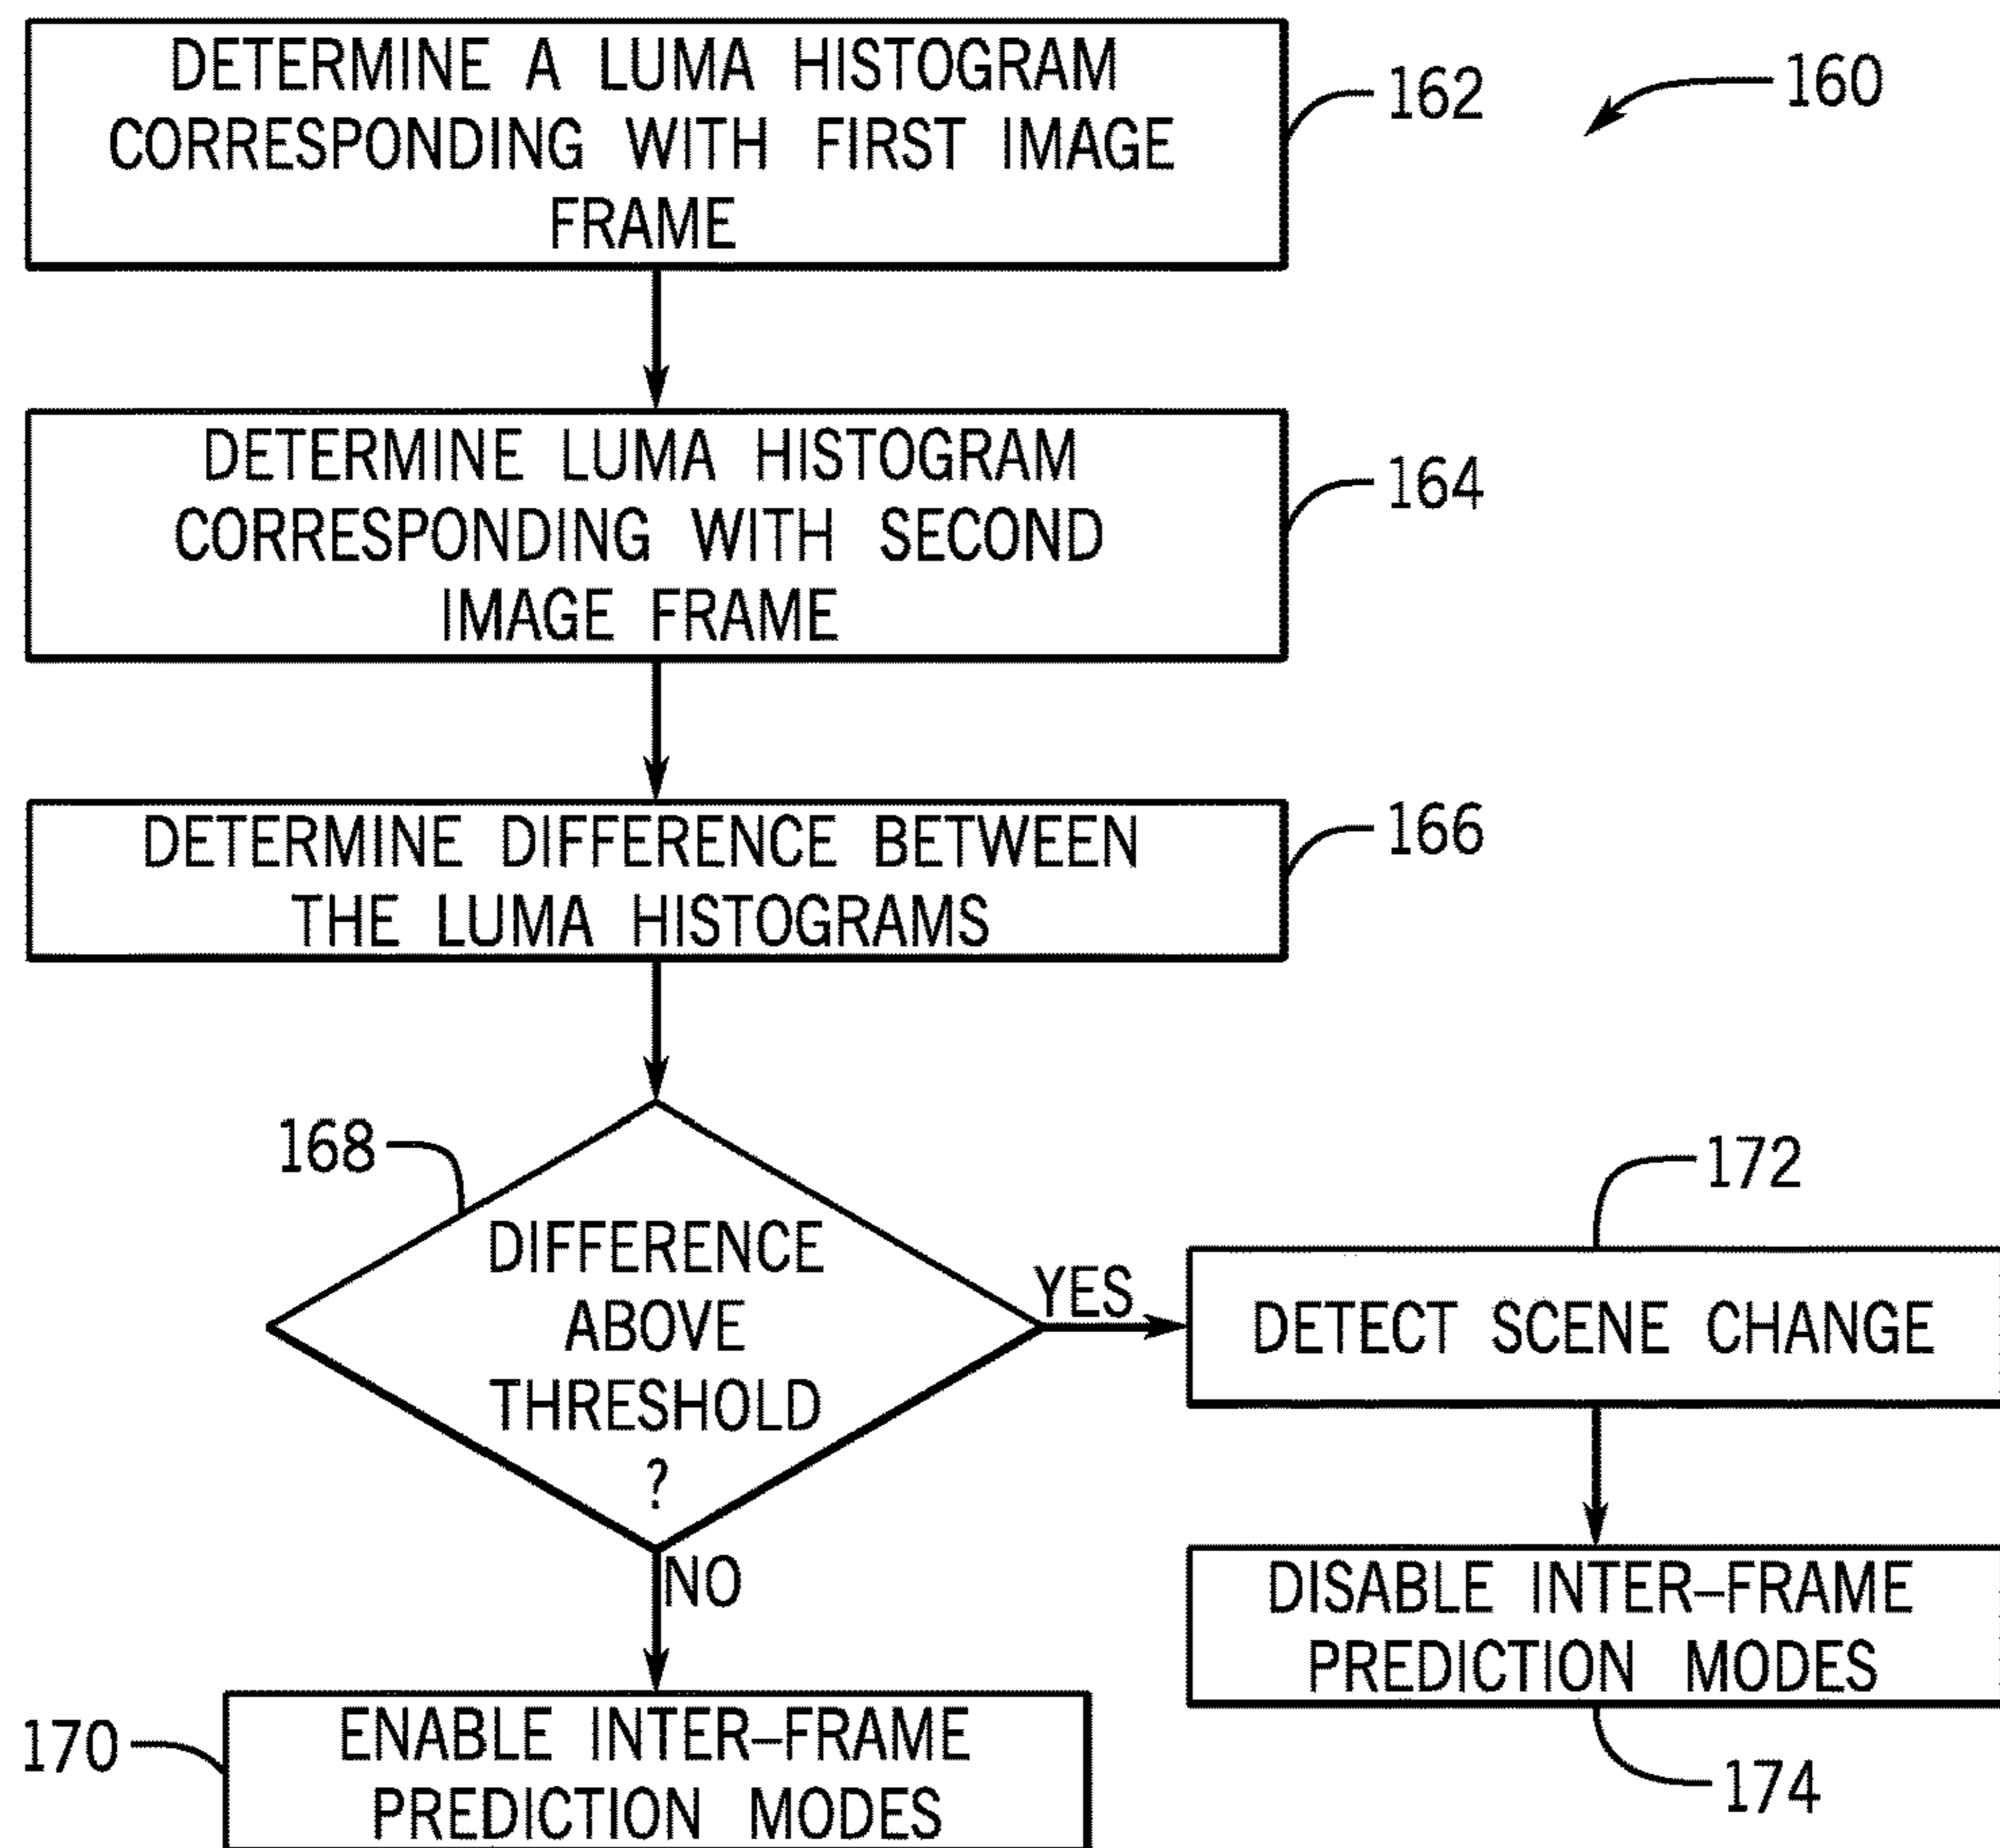 DETERMINE A LUMA HISTOGRAM
CORRESPONDING WITH FIRST IMAGE
FRAME
162
160
DETERMINE LUMA HISTOGRAM
CORRESPONDING WITH SECOND
IMAGE FRAME
164
DETERMINE DIFFERENCE BETWEEN
THE LUMA HISTOGRAMS
166
168
DIFFERENCE
ABOVE
THRESHOLD
?
YES
172
DETECT SCENE CHANGE
NO
DISABLE INTER–FRAME
PREDICTION MODES
174
170
ENABLE INTER–FRAME
PREDICTION MODES